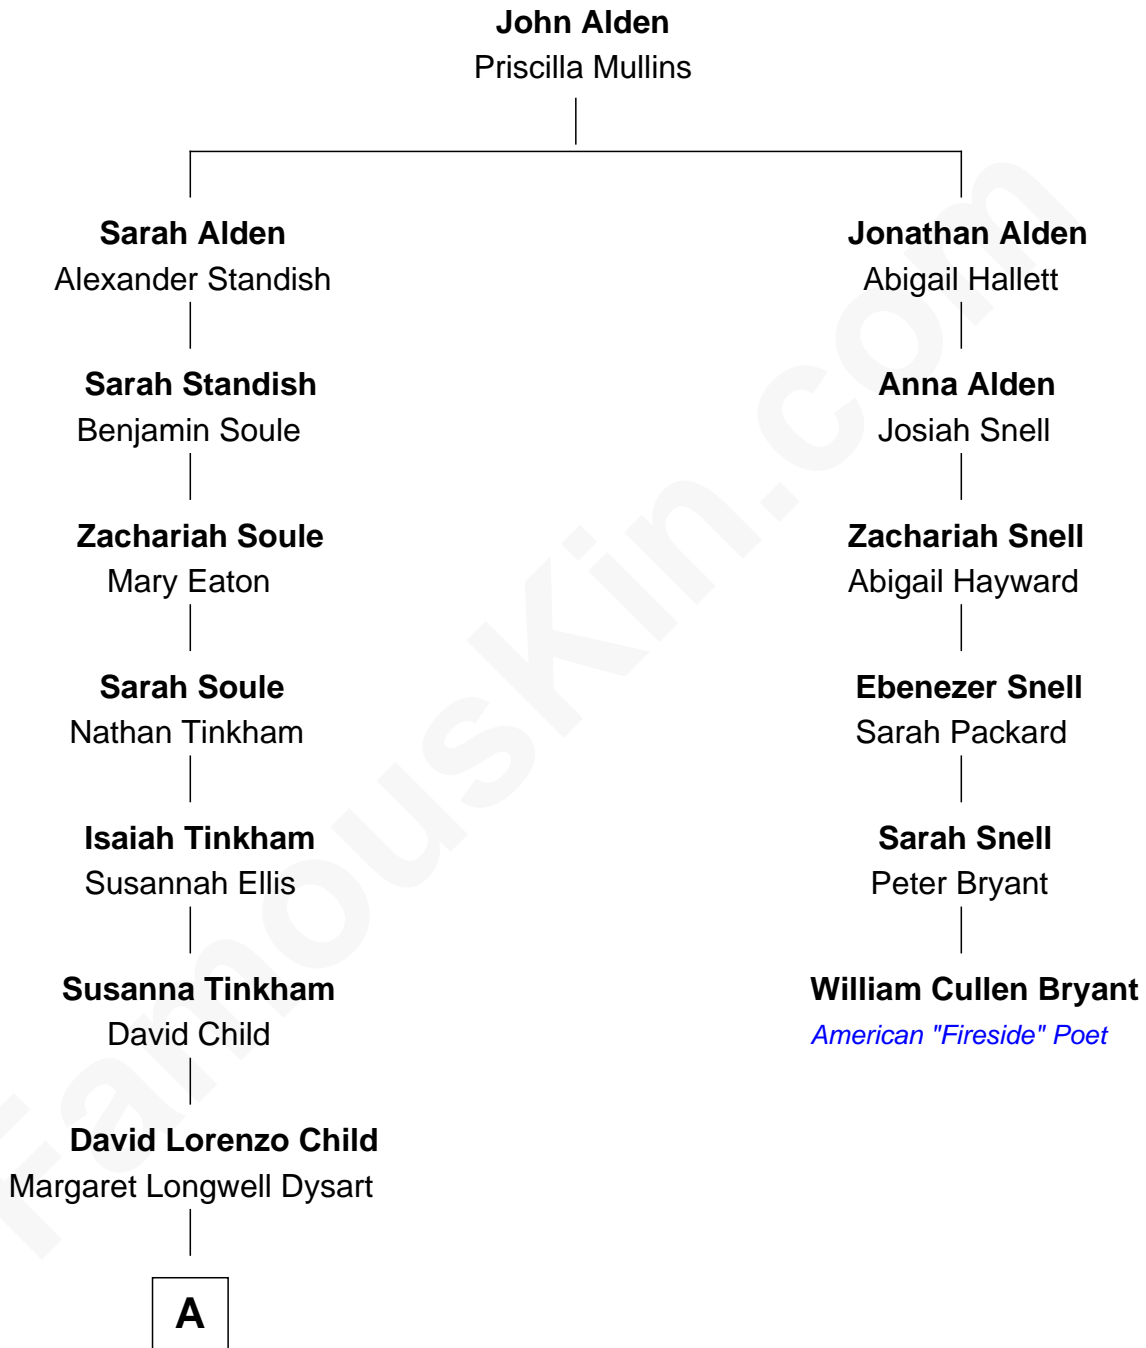 John Alden
Priscilla Mullins
Sarah Alden
Alexander Standish
Jonathan Alden
Abigail Hallett
Sarah Standish
Benjamin Soule
Anna Alden
Josiah Snell
Zachariah Soule
Mary Eaton
Zachariah Snell
Abigail Hayward
Sarah Soule
Nathan Tinkham
Ebenezer Snell
Sarah Packard
Isaiah Tinkham
Susannah Ellis
Sarah Snell
Peter Bryant
Susanna Tinkham
David Child
William Cullen Bryant
American "Fireside" Poet
David Lorenzo Child
Margaret Longwell Dysart
A
FamousKin.com